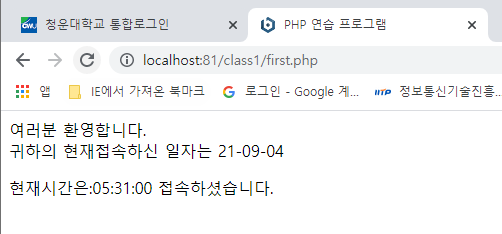 청운대학교 통합로그인
PHP 연습 프로그램
localhost:81/class1/first.php
앱
IE에서 가져온 북마크
로그인 - Google 계...
정보통신기술진흥...
여러분 환영합니다.
귀하의 현재접속하신 일자는 21-09-04
현재시간은:05:31:00 접속하셨습니다.